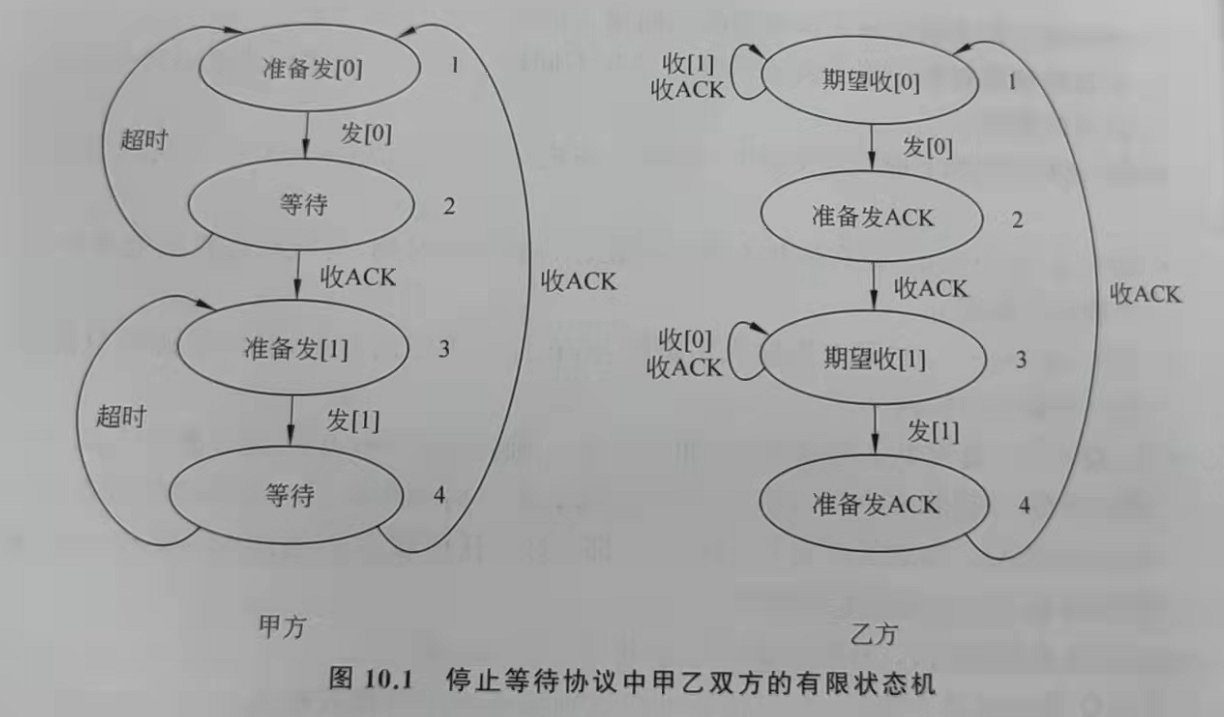 准备发[0]
1
超时
发[0]
等待
2
收ACK
准备发[1]
3
超时
发[1]
等待
4
收ACK
甲方
收[1]
收ACK
期望收[0]
1
发[0]
准备发ACK
2
收ACK
收[0]
收ACK
期望收[1]
3
发[1]
准备发ACK
4
收ACK
乙方
图 10.1 停止等待协议中甲乙双方的有限状态机